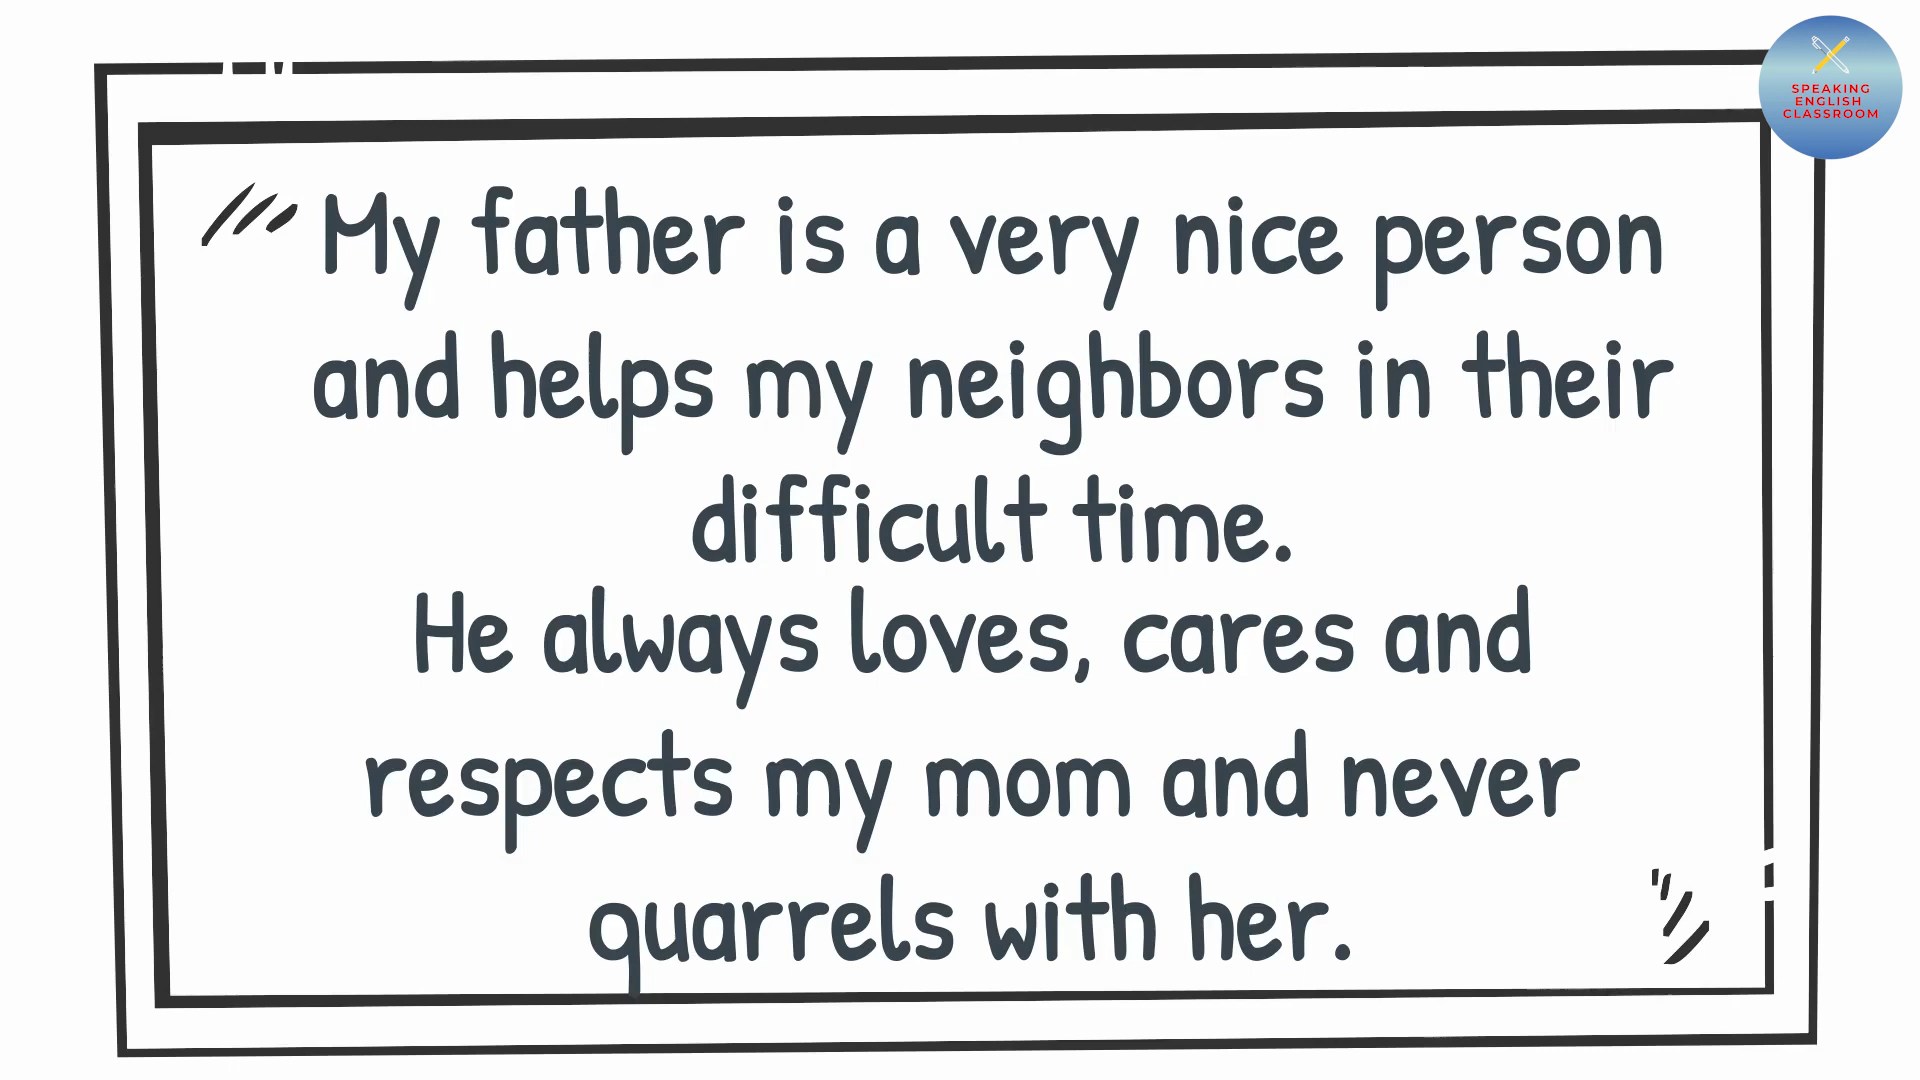 SPEAKING
ENGLISH
CLASSROOM
My father is a very nice person
and helps my neighbors in their
difficult time.
He always loves, cares and
respects my mom and never
quarrels with her.